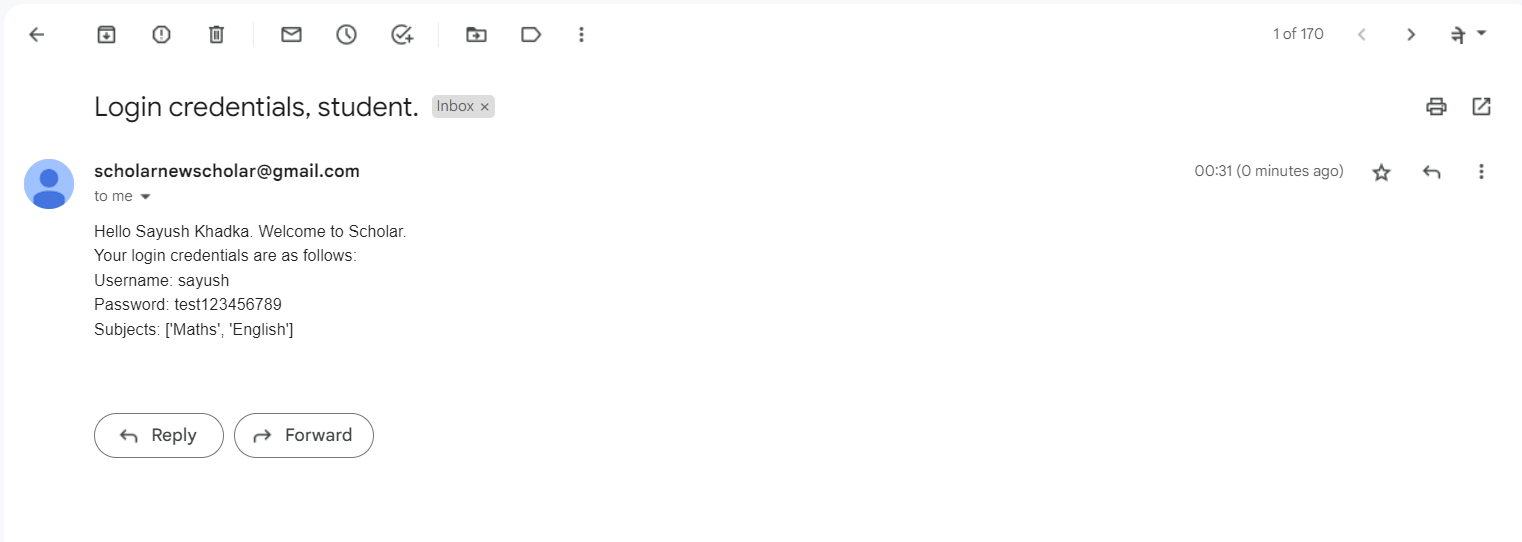 1 of 170
ने
Login credentials, student.
Inbox ×
scholarnewscholar@gmail.com
00:31 (0 minutes ago)
to me
Hello Sayush Khadka. Welcome to Scholar.
Your login credentials are as follows:
Username: sayush
Password: test123456789
Subjects: ['Maths', 'English']
Reply
Forward